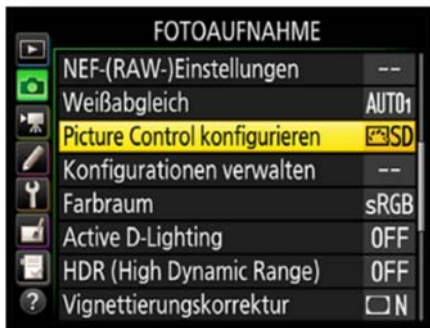 FOTOAUFNAHME
NEF-(RAW-)Einstellungen --
Weißabgleich AUTO1
Picture Control konfigurieren SD
Konfigurationen verwalten --
Farbraum sRGB
Active D-Lighting OFF
HDR (High Dynamic Range) OFF
Vignettierungskorrektur N
?